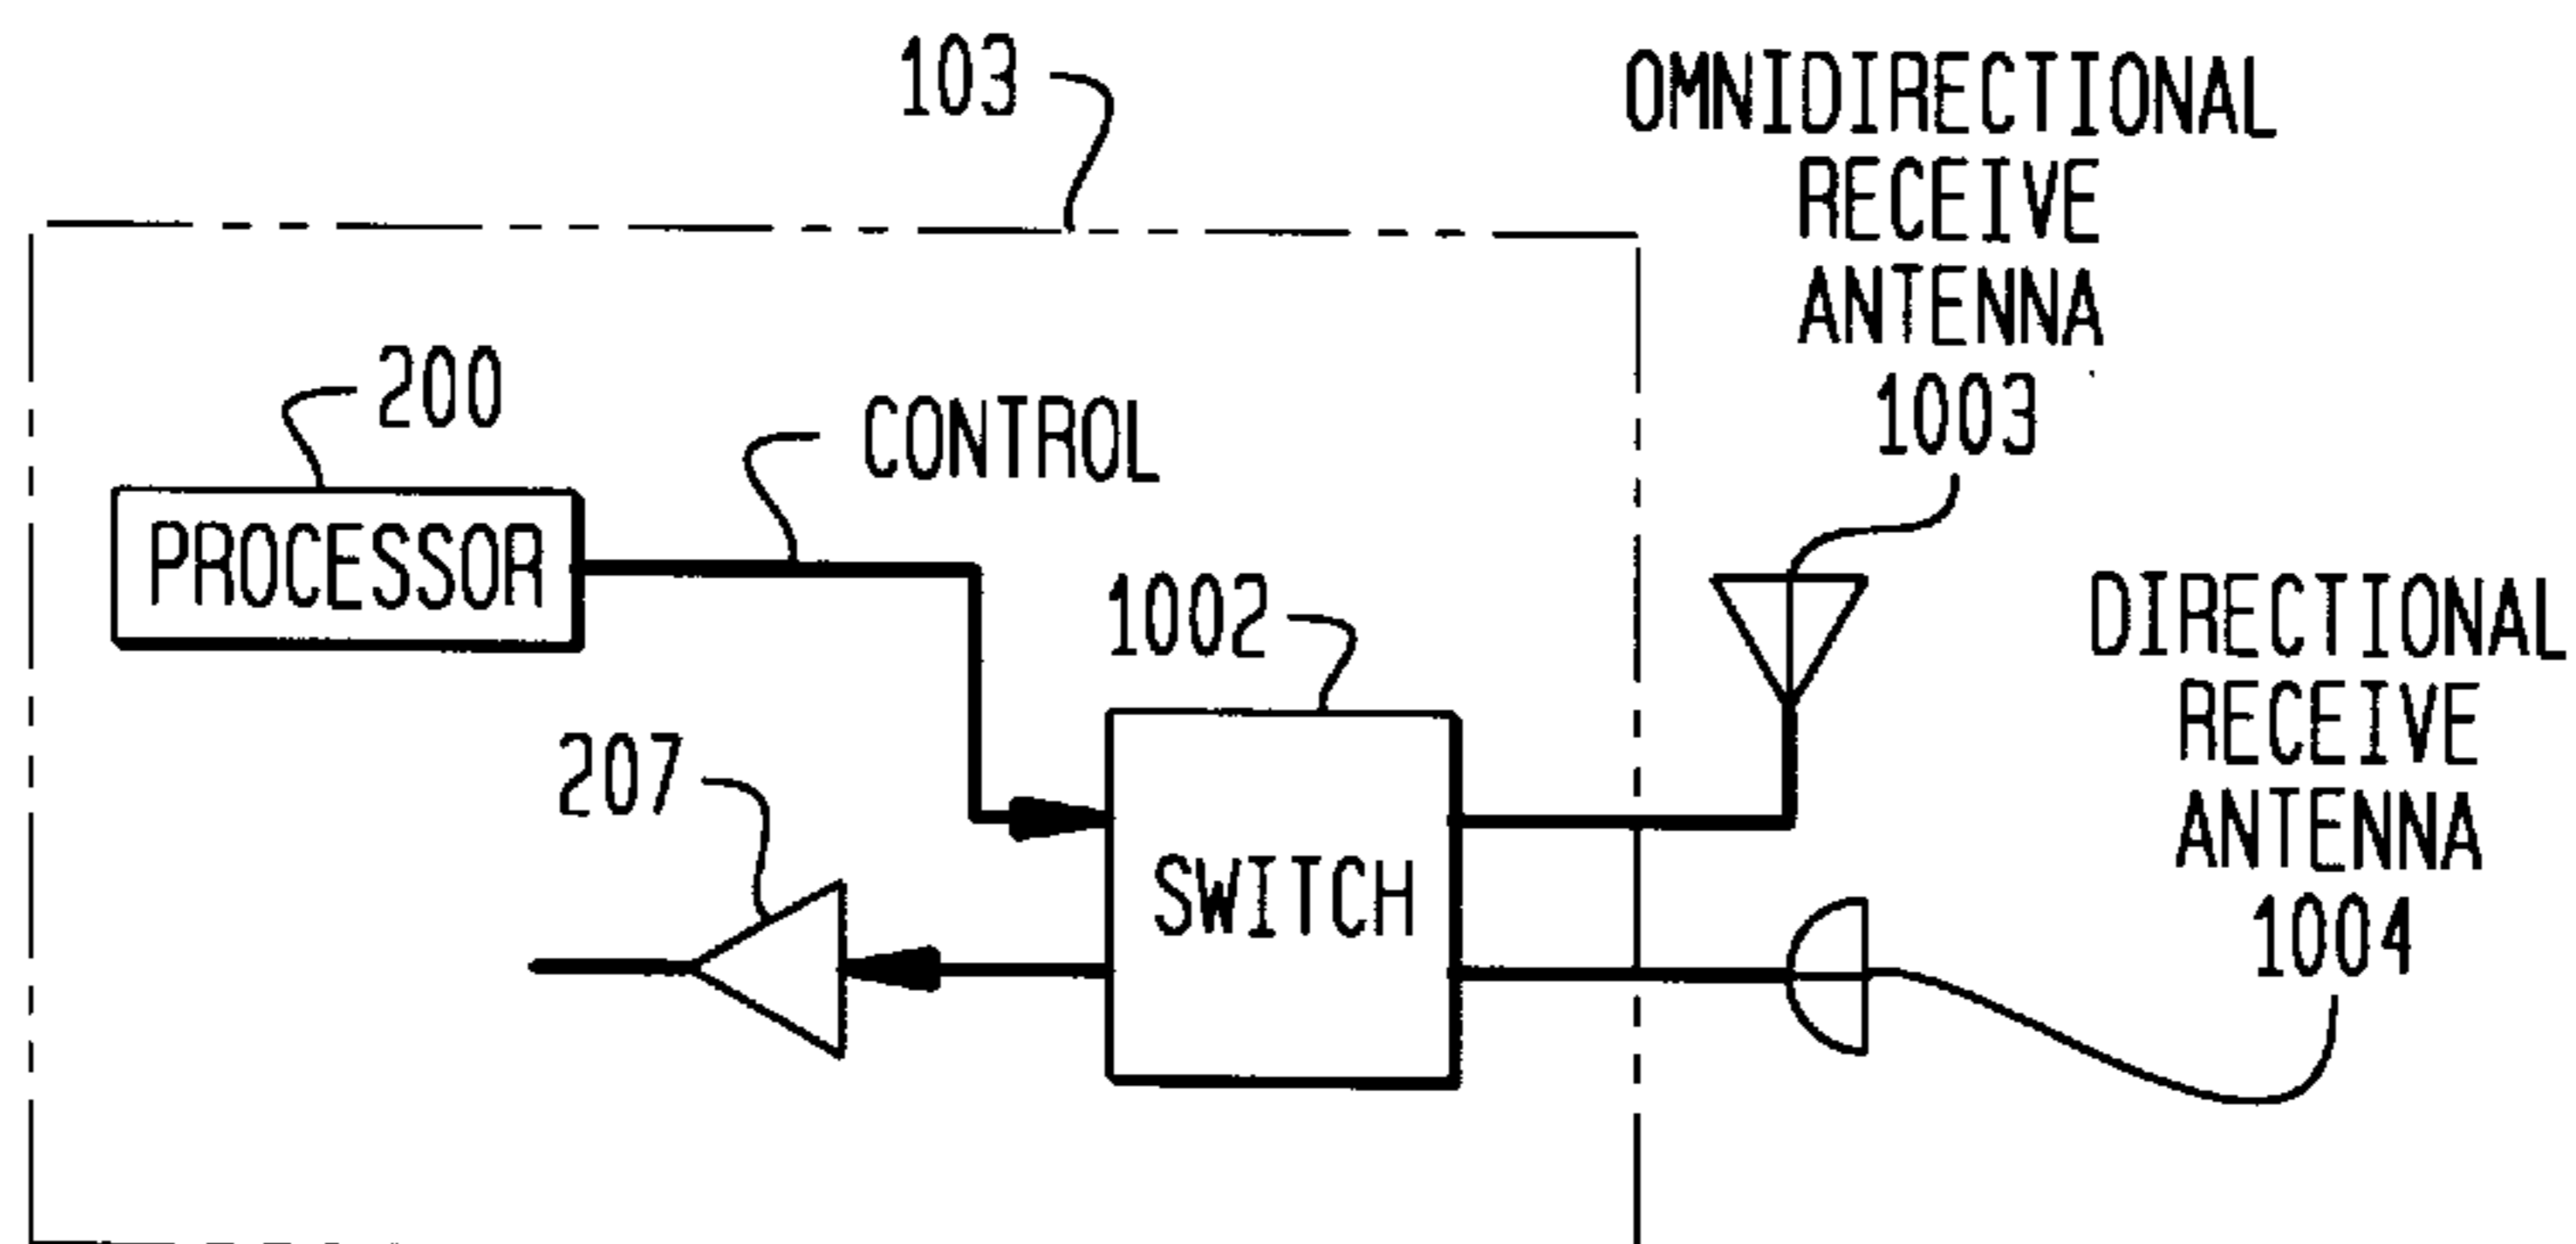 103
OMNIDIRECTIONAL
RECEIVE
ANTENNA
1003
200
CONTROL
PROCESSOR
1002
DIRECTIONAL
RECEIVE
ANTENNA
1004
207
SWITCH